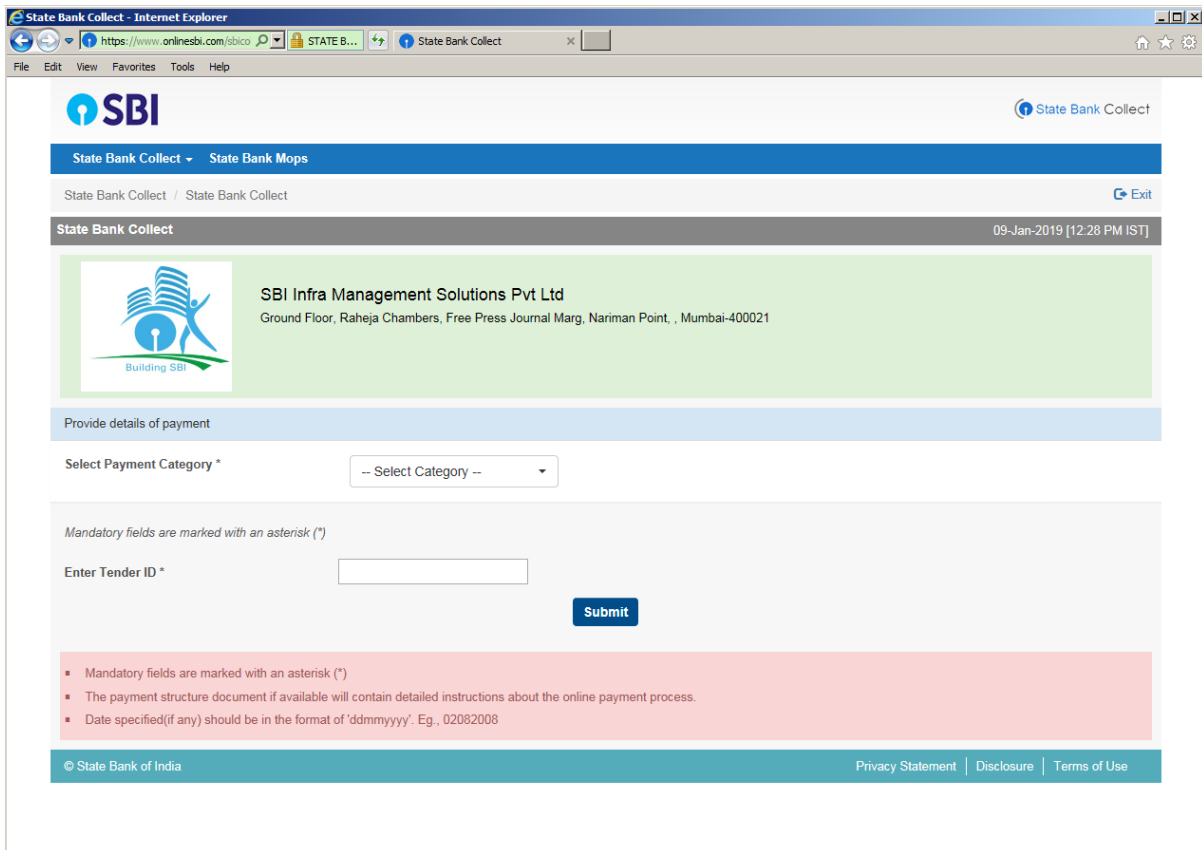 State Bank Collect - Internet Explorer
https://www.onlinesbi.com/sbico STATE B... State Bank Collect
File Edit View Favorites Tools Help
SBI
State Bank Collect
State Bank Collect State Bank Mops
State Bank Collect / State Bank Collect
Exit
State Bank Collect 09-Jan-2019 [12:28 PM IST]
SBI Infra Management Solutions Pvt Ltd
Ground Floor, Raheja Chambers, Free Press Journal Marg, Nariman Point, , Mumbai-400021
Building SBI
Provide details of payment
Select Payment Category *
-- Select Category --
Mandatory fields are marked with an asterisk (*)
Enter Tender ID *
Submit
Mandatory fields are marked with an asterisk (*)
The payment structure document if available will contain detailed instructions about the online payment process.
Date specified(if any) should be in the format of 'ddmmyyyy'. Eg., 02082008
© State Bank of India
Privacy Statement | Disclosure | Terms of Use